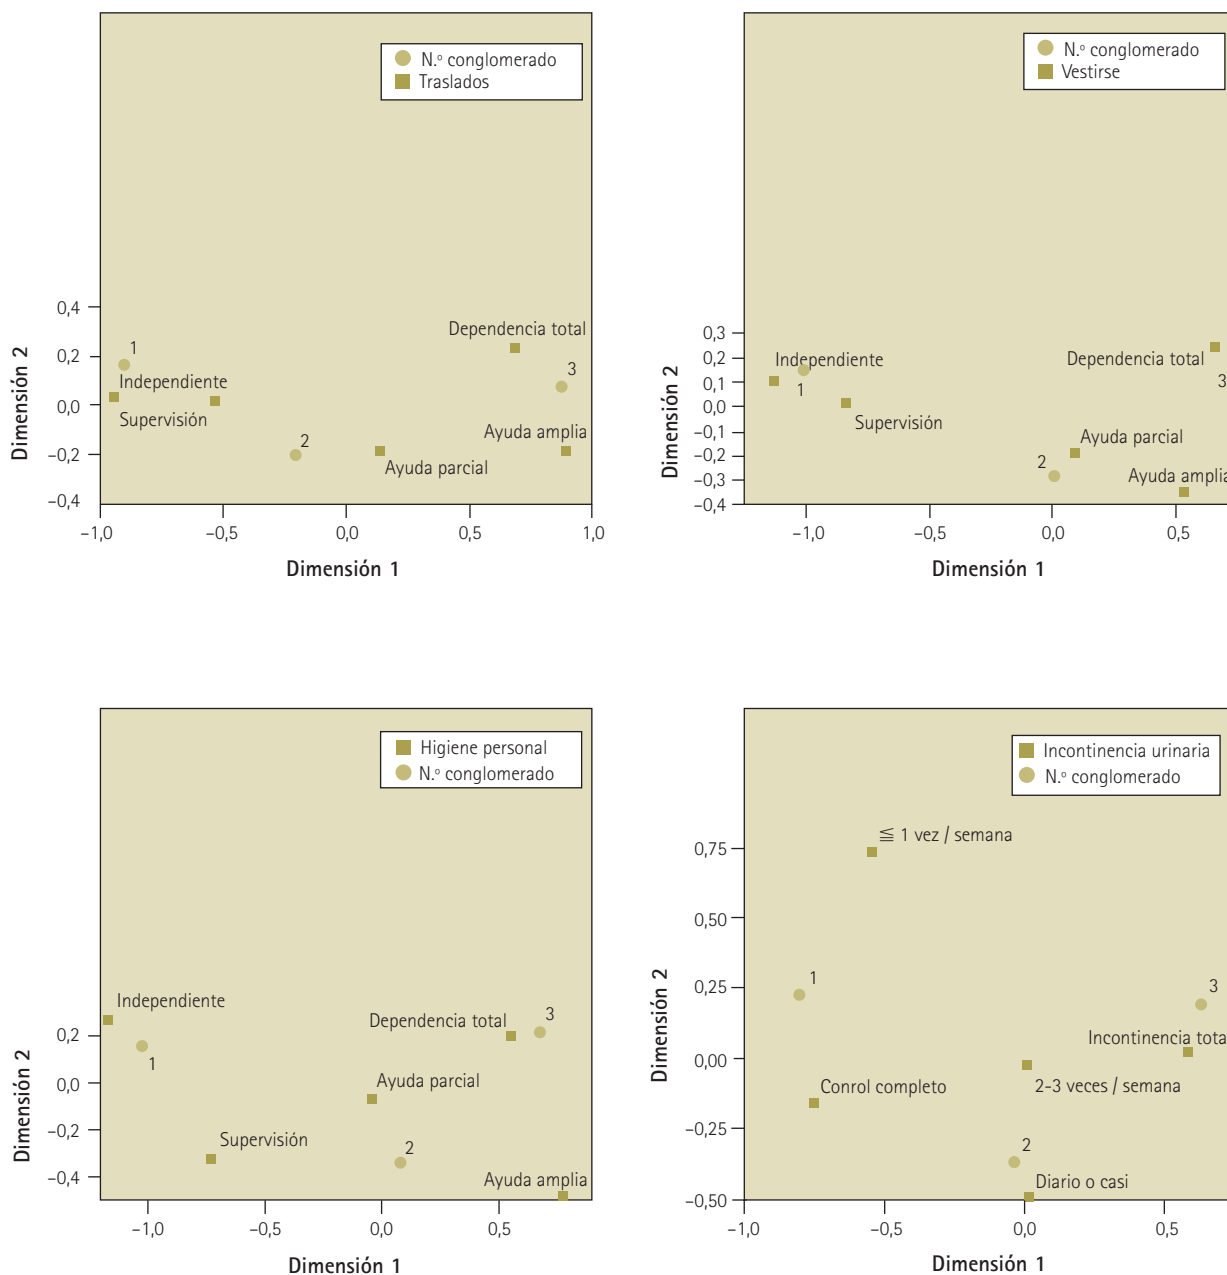 N.º conglomerado
Traslados
Dimensión 2
0,4
0,2
0,0
−0,2
−0,4
1
Independiente
Supervisión
2
Ayuda parcial
Dependencia total
3
Ayuda amplia
−1,0
−0,5
0,0
0,5
1,0
Dimensión 1
N.º conglomerado
Vestirse
Dimensión 2
0,3
0,2
0,1
0,0
−0,1
−0,2
−0,3
−0,4
Independiente
1
Supervisión
2
Ayuda parcial
Dependencia total
3
Ayuda amplia
−1,0
−0,5
0,0
0,5
Dimensión 1
Higiene personal
N.º conglomerado
Dimensión 2
0,2
0,0
−0,2
−0,4
Independiente
1
Supervisión
Ayuda parcial
2
Dependencia total
3
Ayuda amplia
−1,0
−0,5
0,0
0,5
Dimensión 1
Incontinencia urinaria
N.º conglomerado
Dimensión 2
0,75
0,50
0,25
0,00
−0,25
−0,50
≦ 1 vez / semana
1
3
Incontinencia total
Conrol completo
2-3 veces / semana
2
Diario o casi
−1,0
−0,5
0,0
0,5
Dimensión 1